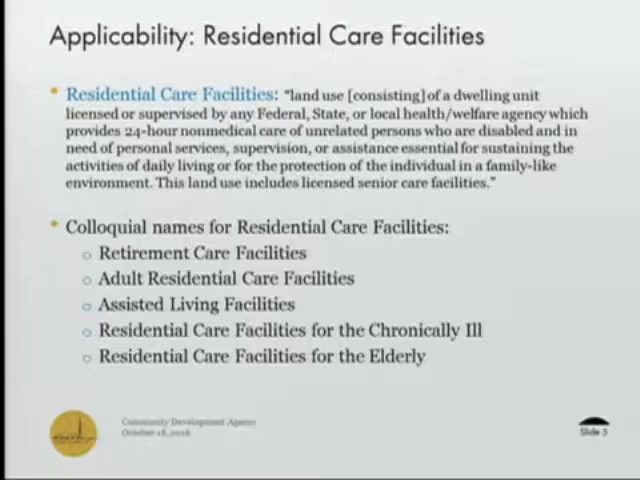 Applicability: Residential Care Facilities
• Residential Care Facilities: “land use [consisting] of a dwelling unit
licensed or supervised by any Federal, State, or local health/welfare agency which
provides 24-hour nonmedical care of unrelated persons who are disabled and in
need of personal services, supervision, or assistance essential for sustaining the
activities of daily living or for the protection of the individual in a family-like
environment. This land use includes licensed senior care facilities.”
• Colloquial names for Residential Care Facilities:
o Retirement Care Facilities
o Adult Residential Care Facilities
o Assisted Living Facilities
o Residential Care Facilities for the Chronically Ill
o Residential Care Facilities for the Elderly
Community Development Agency
October 18,
Slide 5